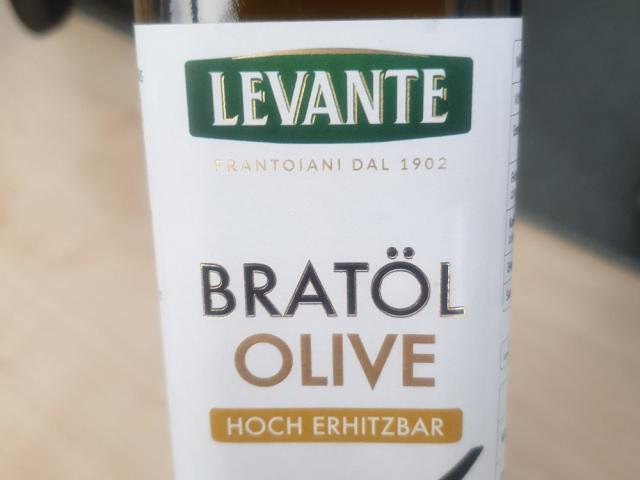 LEVANTE
FRANTOIANI DAL 1902
BRATÖL
OLIVE
HOCH ERHITZBAR